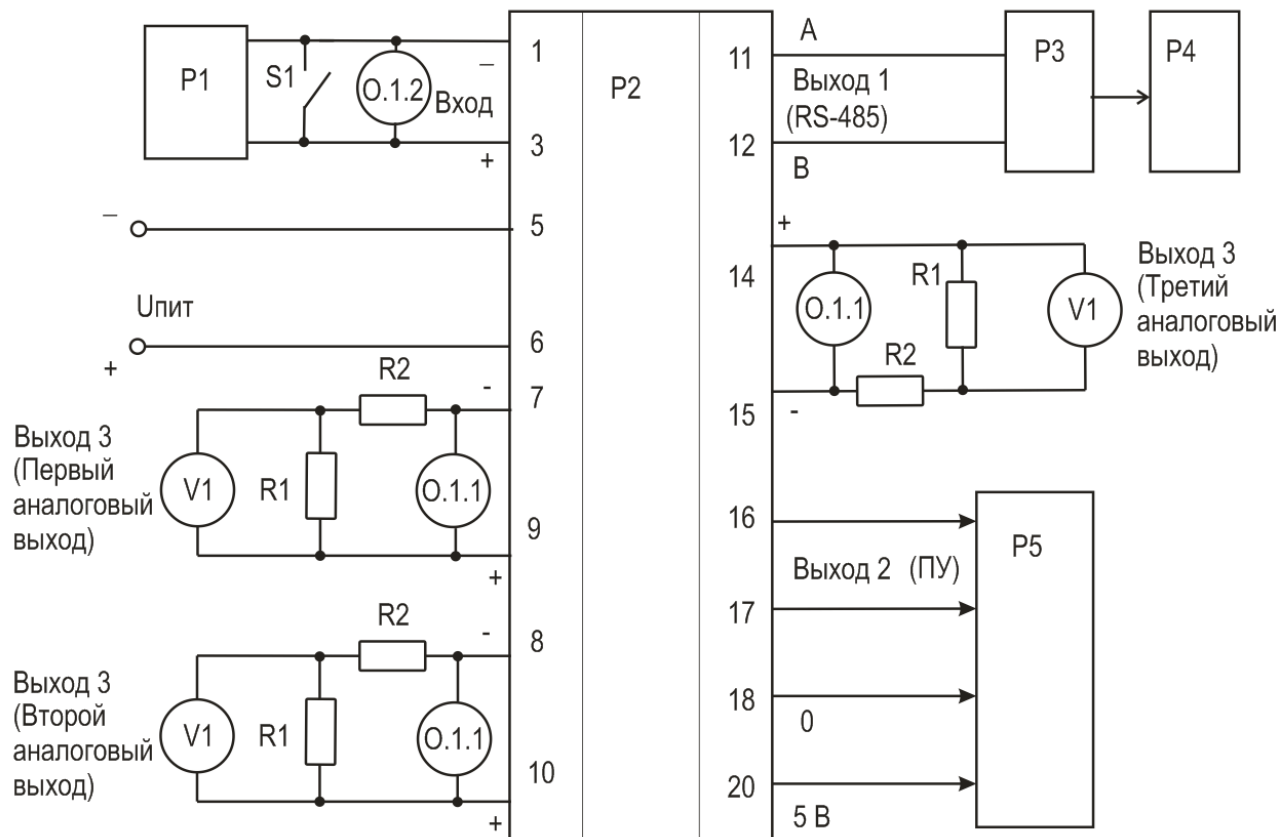 P1
S1
О.1.2
Вход
−
+
1
3
−
5
Uпит
+
6
R2
-
7
Выход 3
(Первый
аналоговый
выход)
V1
R1
О.1.1
9
+
R2
-
8
Выход 3
(Второй
аналоговый
выход)
V1
R1
О.1.1
10
+
P2
11
A
Выход 1
(RS-485)
12
B
P3
P4
+
14
О.1.1
R1
R2
V1
15
-
Выход 3
(Третий
аналоговый
выход)
16
Выход 2 (ПУ)
17
18
0
20
5 В
P5